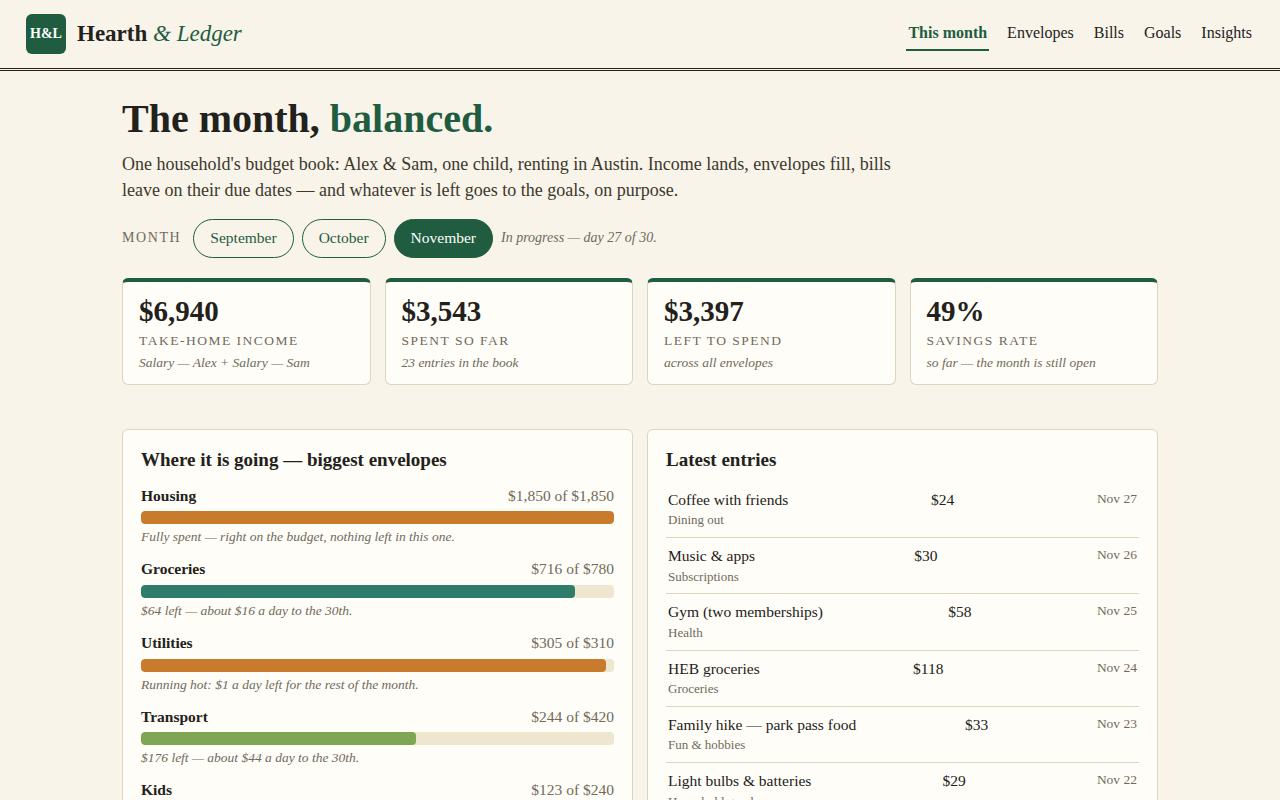 H&L Hearth & Ledger
This month Envelopes Bills Goals Insights
The month, balanced.
One household's budget book: Alex & Sam, one child, renting in Austin. Income lands, envelopes fill, bills
leave on their due dates — and whatever is left goes to the goals, on purpose.
MONTH September October November In progress — day 27 of 30.
$6,940
TAKE-HOME INCOME
Salary — Alex + Salary — Sam
$3,543
SPENT SO FAR
23 entries in the book
$3,397
LEFT TO SPEND
across all envelopes
49%
SAVINGS RATE
so far — the month is still open
Where it is going — biggest envelopes
Housing $1,850 of $1,850
Fully spent — right on the budget, nothing left in this one.
Groceries $716 of $780
$64 left — about $16 a day to the 30th.
Utilities $305 of $310
Running hot: $1 a day left for the rest of the month.
Transport $244 of $420
$176 left — about $44 a day to the 30th.
Kids $123 of $240
Latest entries
Coffee with friends $24 Nov 27
Dining out
Music & apps $30 Nov 26
Subscriptions
Gym (two memberships) $58 Nov 25
Health
HEB groceries $118 Nov 24
Groceries
Family hike — park pass food $33 Nov 23
Fun & hobbies
Light bulbs & batteries $29 Nov 22